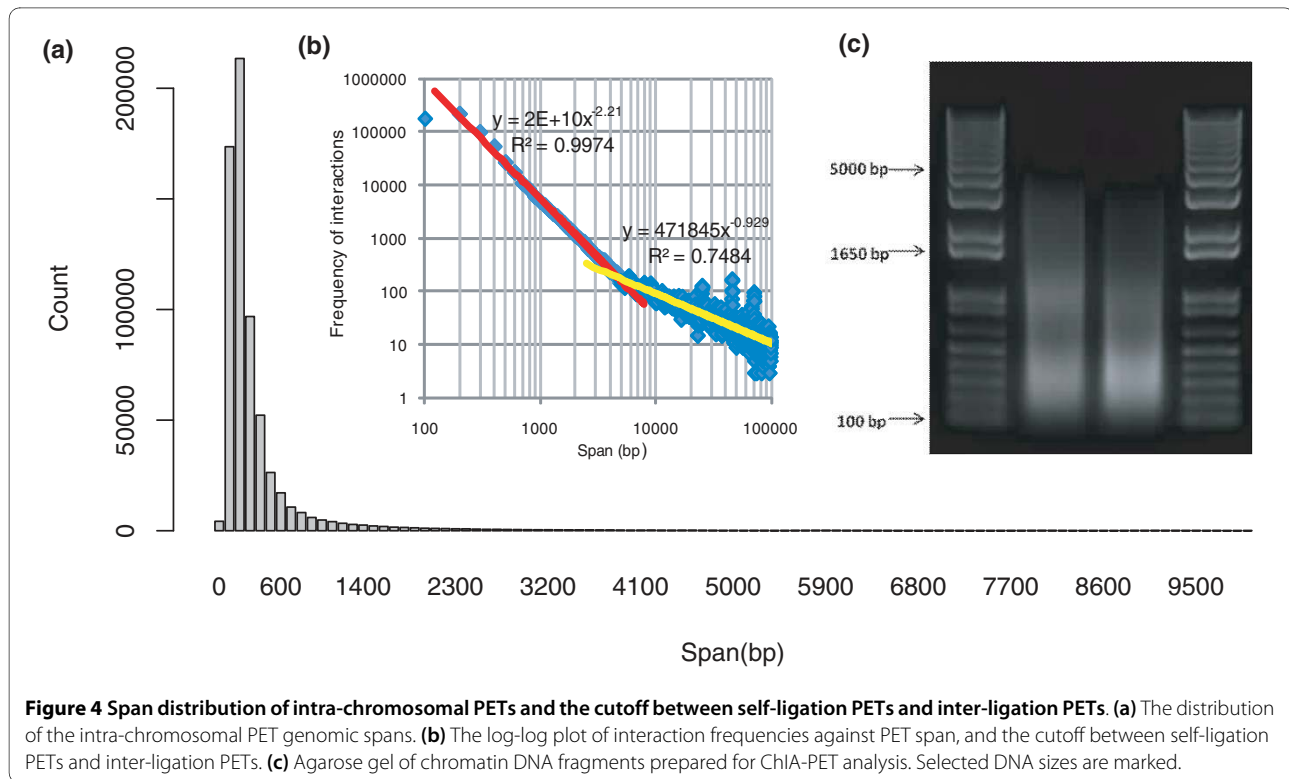 (a)
(b)
(c)
Count
200000
100000
50000
0
0 600 1400 2300 3200 4100 5000 5900 6800 7700 8600 9500
Span(bp)
Frequency of interactions
1000000
100000
10000
1000
100
10
1
y = 2E+10x-2.21
R² = 0.9974
y = 471845x-0.929
R² = 0.7484
100 1000 10000 100000
Span (bp)
5000 bp
1650 bp
100 bp
Figure 4 Span distribution of intra-chromosomal PETs and the cutoff between self-ligation PETs and inter-ligation PETs. (a) The distribution
of the intra-chromosomal PET genomic spans. (b) The log-log plot of interaction frequencies against PET span, and the cutoff between self-ligation
PETs and inter-ligation PETs. (c) Agarose gel of chromatin DNA fragments prepared for ChIA-PET analysis. Selected DNA sizes are marked.